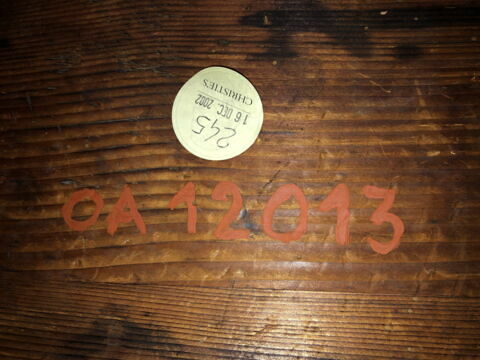 CHRISTIE'S
16 DEC. 2002
245
OA 12013